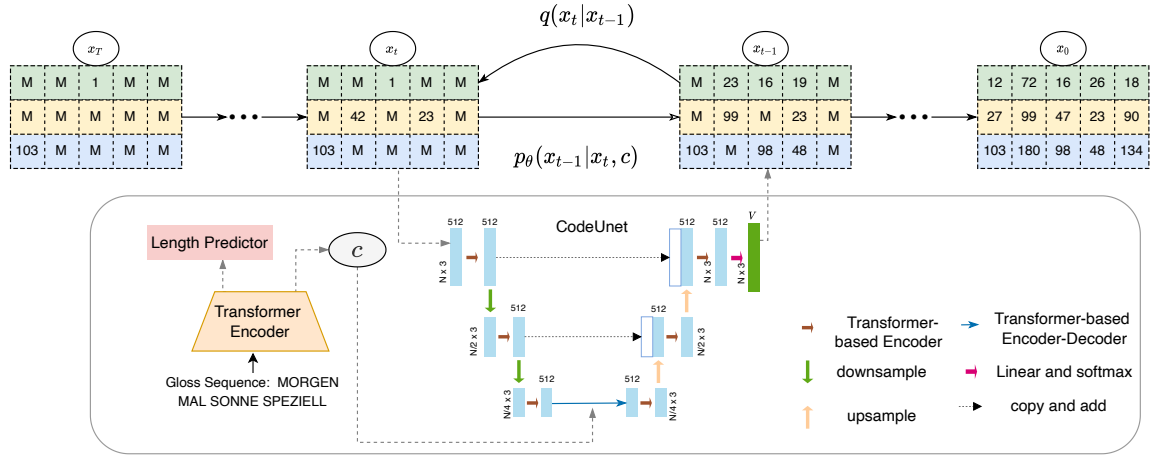 q(x_t|x_{t-1})
x_T
x_t
x_{t-1}
x_0
M M 1 M M
M M M M M
103 M M M M
M M 1 M M
M 42 M 23 M
103 M M M M
M 23 16 19 M
M 99 M 23 M
103 M 98 48 M
12 72 16 26 18
27 99 47 23 90
103 180 98 48 134
p_θ(x_{t-1}|x_t, c)
CodeUnet
512 512
N x 3
512 512 V
N x 3 N x 3
512
N/2 x 3
512
N/2 x 3
512
N/4 x 3
512
N/4 x 3
Length Predictor
c
Transformer
Encoder
Gloss Sequence: MORGEN
MAL SONNE SPEZIELL
Transformer-
based Encoder
Transformer-based
Encoder-Decoder
downsample
Linear and softmax
upsample
copy and add